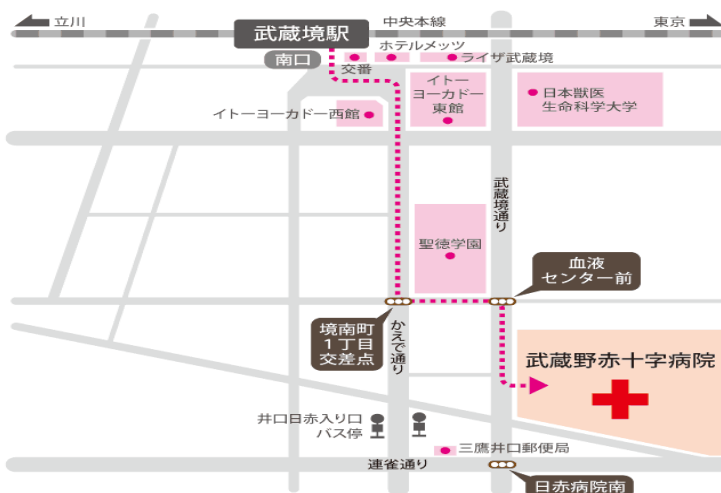 立川
中央本線
東京
武蔵境駅
ホテルメッツ
南口
交番
ライザ武蔵境
イトー
ヨーカドー
東館
日本獣医
生命科学大学
イトーヨーカドー西館
武蔵境通り
聖徳学園
血液
センター前
境南町
1丁目
交差点
かえで通り
武蔵野赤十字病院
井口日赤入り口
バス停
三鷹井口郵便局
連雀通り
日赤病院南